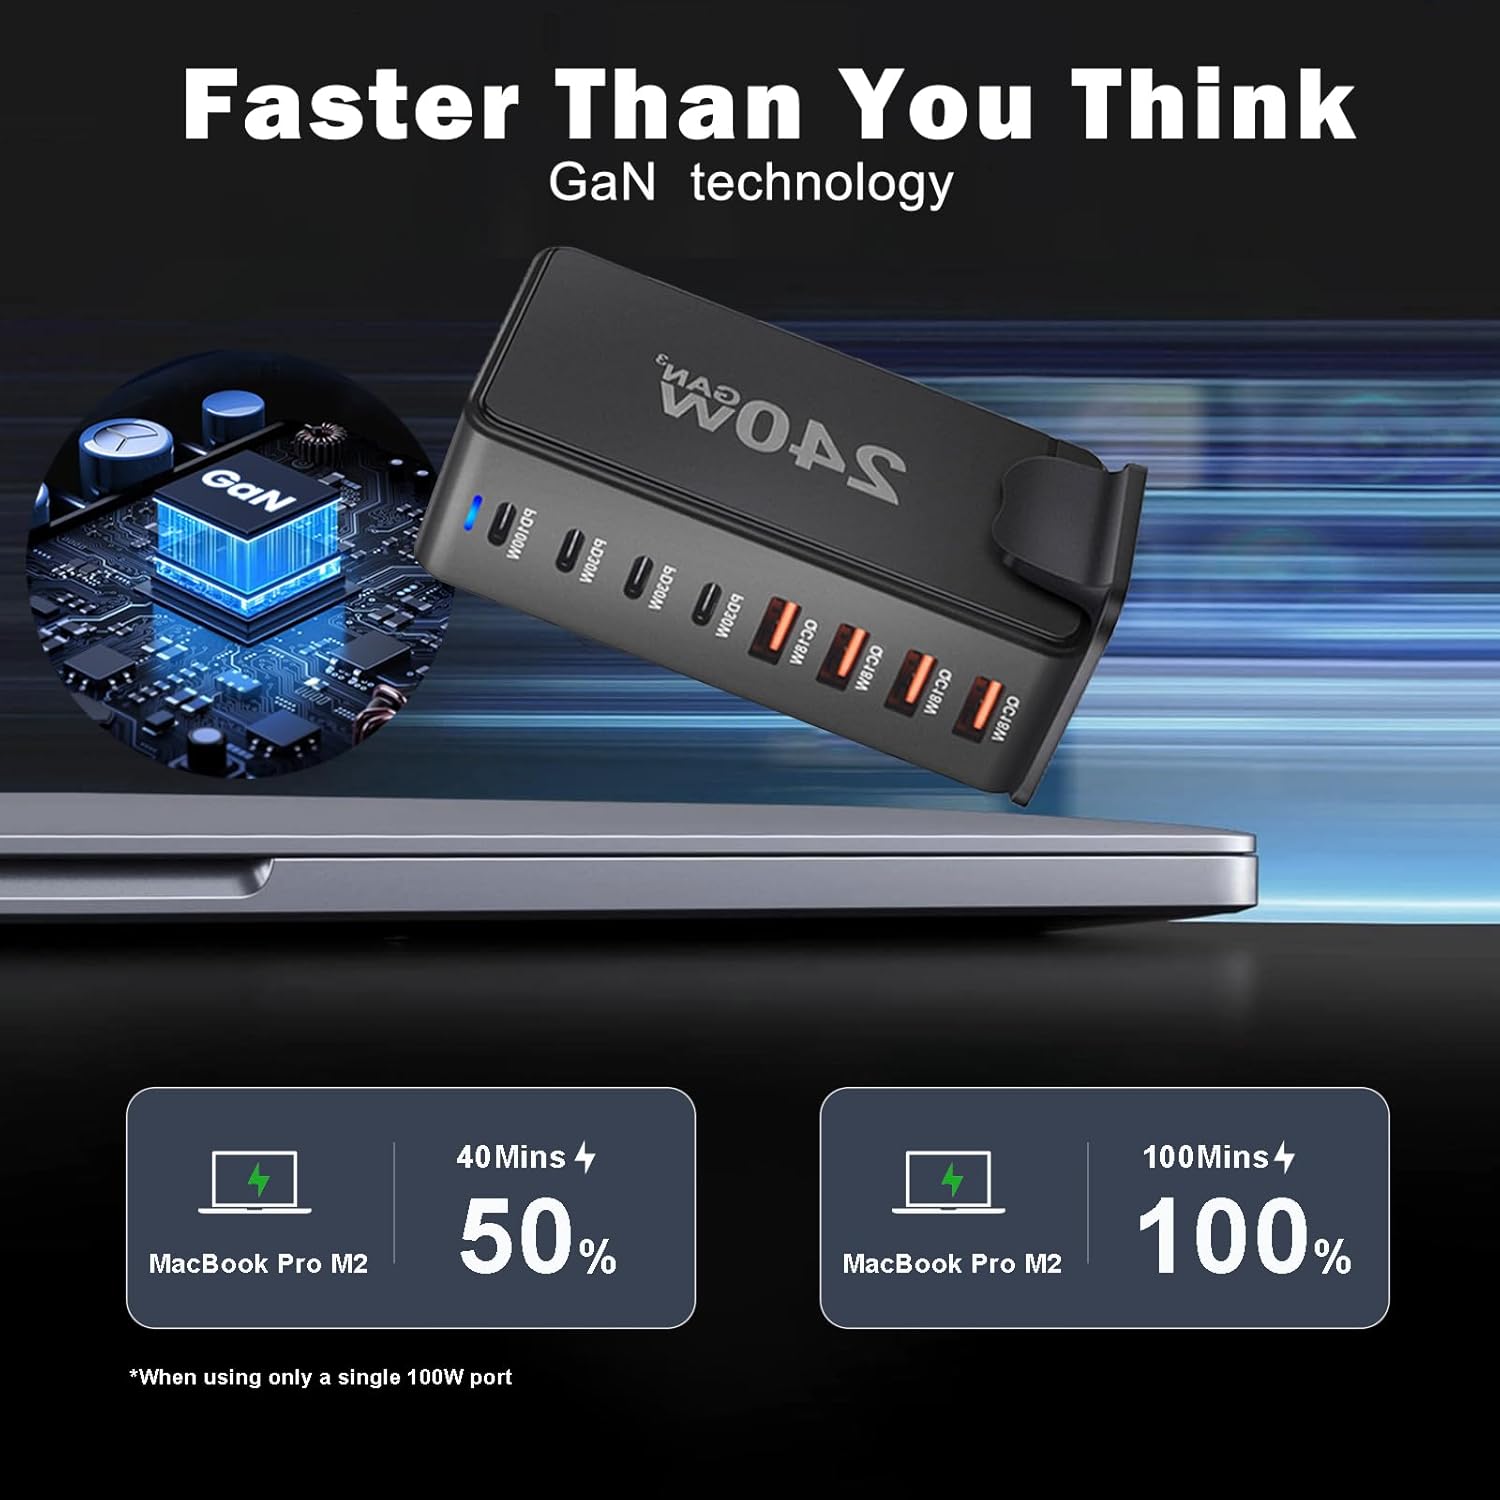 Faster Than You Think
GaN technology
GaN
240W
GAN³
PD100W
PD30W
PD30W
PD30W
QC18W
QC18W
QC18W
QC18W
40Mins
50%
MacBook Pro M2
100Mins
100%
MacBook Pro M2
*When using only a single 100W port